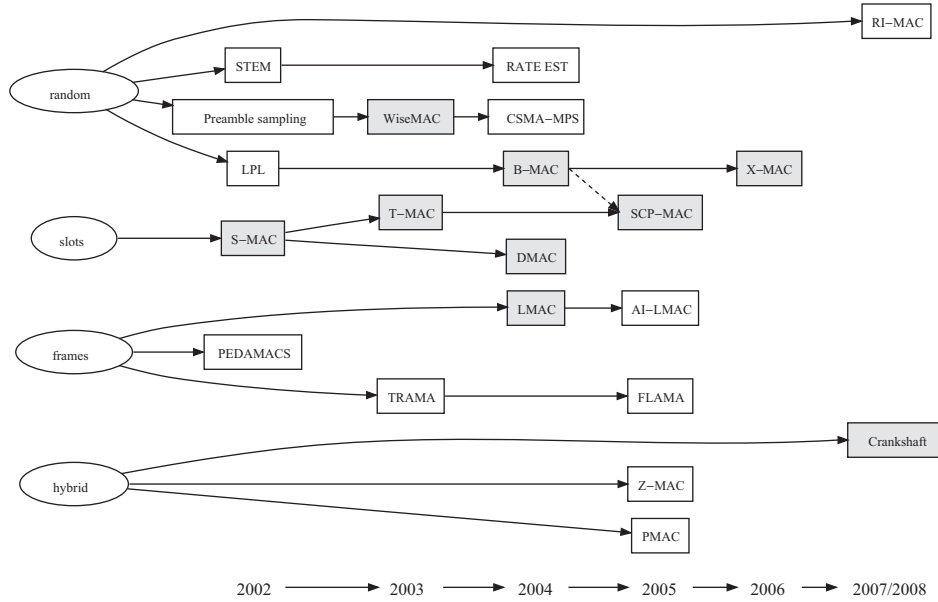 RI−MAC
STEM
RATE EST
random
Preamble sampling
WiseMAC
CSMA−MPS
LPL
B−MAC
X−MAC
T−MAC
SCP−MAC
slots
S−MAC
DMAC
LMAC
AI−LMAC
frames
PEDAMACS
TRAMA
FLAMA
Crankshaft
hybrid
Z−MAC
PMAC
2002 2003 2004 2005 2006 2007/2008